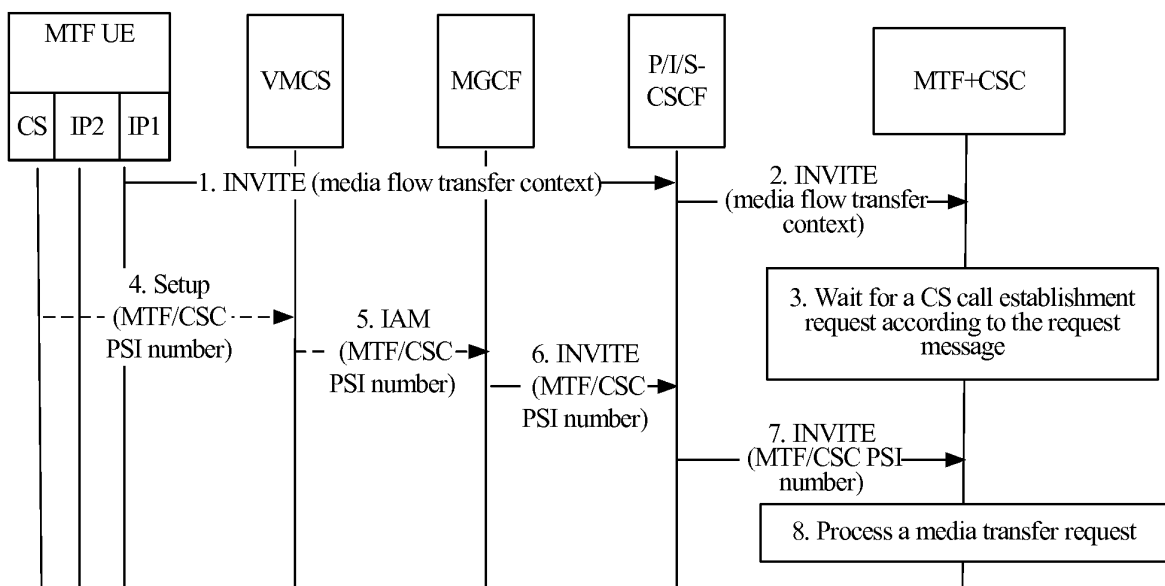 MTF UE
CS
IP2
IP1
VMCS
MGCF
P/I/S-
CSCF
MTF+CSC
1. INVITE (media flow transfer context)
2. INVITE
(media flow transfer
context)
3. Wait for a CS call establishment
request according to the request
message
4. Setup
(MTF/CSC
PSI number)
5. IAM
(MTF/CSC
PSI number)
6. INVITE
(MTF/CSC
PSI number)
7. INVITE
(MTF/CSC PSI
number)
8. Process a media transfer request